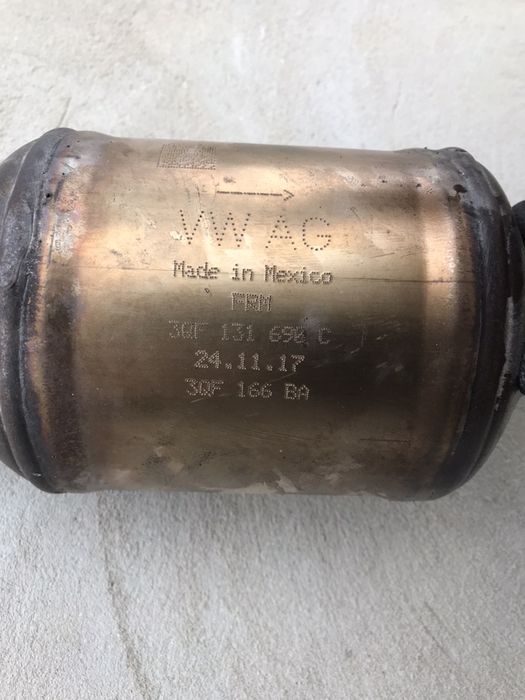 VW AG
Made in Mexico
FRM
3QF 131 690 C
24.11.17
3QF 166 BA